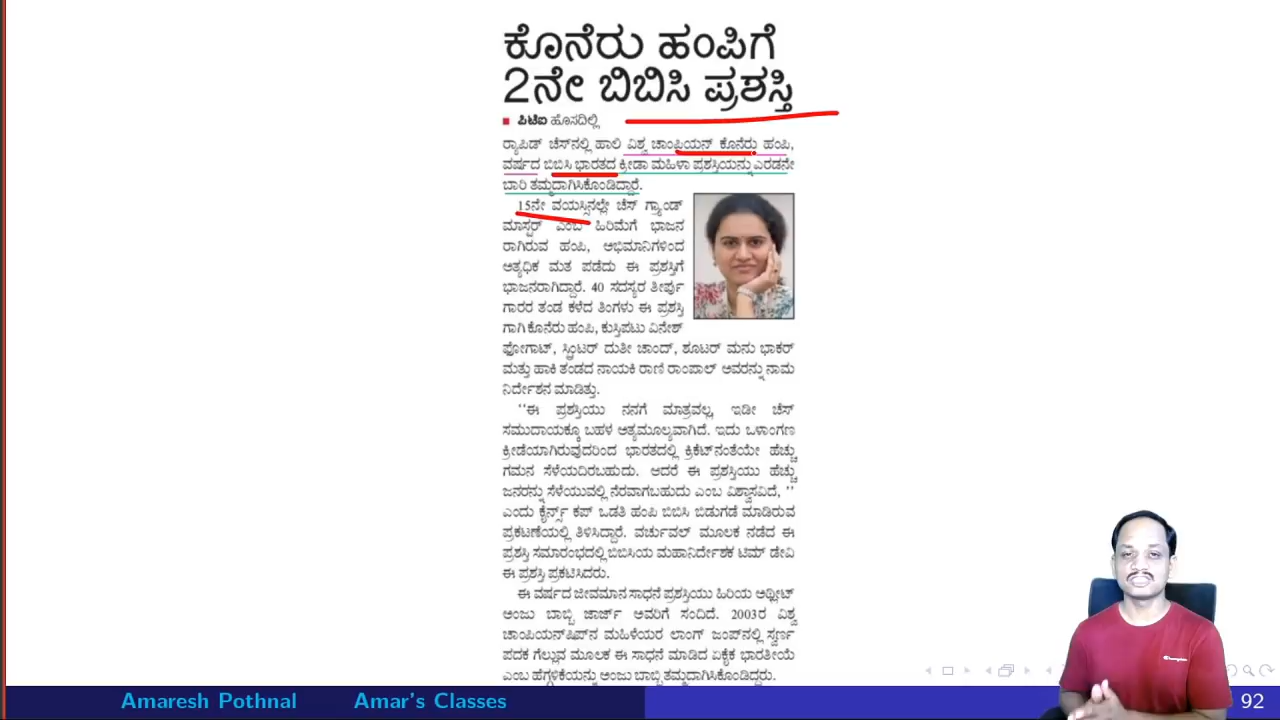 ಕೊನೆರು ಹಂಪಿಗೆ
2ನೇ ಬಿಬಿಸಿ ಪ್ರಶಸ್ತಿ
ಪಿಟಿಐ ಹೊಸದಿಲ್ಲಿ
ರ‍್ಯಾಪಿಡ್ ಚೆಸ್‌ನಲ್ಲಿ ಹಾಲಿ ವಿಶ್ವ ಚಾಂಪಿಯನ್ ಕೊನೆರು ಹಂಪಿ,
ವರ್ಷದ ಬಿಬಿಸಿ ಭಾರತದ ಕ್ರೀಡಾ ಮಹಿಳಾ ಪ್ರಶಸ್ತಿಯನ್ನು ಎರಡನೇ
ಬಾರಿ ತಮ್ಮದಾಗಿಸಿಕೊಂಡಿದ್ದಾರೆ.
15ನೇ ವಯಸ್ಸಿನಲ್ಲೇ ಚೆಸ್ ಗ್ರ್ಯಾಂಡ್
ಮಾಸ್ಟರ್ ಎಂಬ ಹಿರಿಮೆಗೆ ಭಾಜನ
ರಾಗಿರುವ ಹಂಪಿ, ಅಭಿಮಾನಿಗಳಿಂದ
ಅತ್ಯಧಿಕ ಮತ ಪಡೆದು ಈ ಪ್ರಶಸ್ತಿಗೆ
ಭಾಜನರಾಗಿದ್ದಾರೆ. 40 ಸದಸ್ಯರ ತೀರ್ಪು
ಗಾರರ ತಂಡ ಕಳೆದ ತಿಂಗಳು ಈ ಪ್ರಶಸ್ತಿ
ಗಾಗಿ ಕೊನೆರು ಹಂಪಿ, ಕುಸ್ತಿಪಟು ವಿನೇಶ್
ಫೋಗಾಟ್, ಸ್ಪ್ರಿಂಟರ್ ದುತೀ ಚಾಂದ್, ಶೂಟರ್ ಮನು ಭಾಕರ್
ಮತ್ತು ಹಾಕಿ ತಂಡದ ನಾಯಕಿ ರಾಣಿ ರಾಂಪಾಲ್ ಅವರನ್ನು ನಾಮ
ನಿರ್ದೇಶನ ಮಾಡಿತ್ತು.
‘‘ಈ ಪ್ರಶಸ್ತಿಯು ನನಗೆ ಮಾತ್ರವಲ್ಲ, ಇಡೀ ಚೆಸ್
ಸಮುದಾಯಕ್ಕೂ ಬಹಳ ಅತ್ಯಮೂಲ್ಯವಾಗಿದೆ. ಇದು ಒಳಾಂಗಣ
ಕ್ರೀಡೆಯಾಗಿರುವುದರಿಂದ ಭಾರತದಲ್ಲಿ ಕ್ರಿಕೆಟ್‌ನಂತೆಯೇ ಹೆಚ್ಚು
ಗಮನ ಸೆಳೆಯದಿರಬಹುದು. ಆದರೆ ಈ ಪ್ರಶಸ್ತಿಯು ಹೆಚ್ಚು
ಜನರನ್ನು ಸೆಳೆಯುವಲ್ಲಿ ನೆರವಾಗಬಹುದು ಎಂಬ ವಿಶ್ವಾಸವಿದೆ, ’’
ಎಂದು ಕೈರ್ನ್ಸ್ ಕಪ್ ಒಡತಿ ಹಂಪಿ ಬಿಬಿಸಿ ಬಿಡುಗಡೆ ಮಾಡಿರುವ
ಪ್ರಕಟಣೆಯಲ್ಲಿ ತಿಳಿಸಿದ್ದಾರೆ. ವರ್ಚುವಲ್ ಮೂಲಕ ನಡೆದ ಈ
ಪ್ರಶಸ್ತಿ ಸಮಾರಂಭದಲ್ಲಿ ಬಿಬಿಸಿಯ ಮಹಾನಿರ್ದೇಶಕ ಟಿಮ್ ಡೇವಿ
ಈ ಪ್ರಶಸ್ತಿ ಪ್ರಕಟಿಸಿದರು.
ಈ ವರ್ಷದ ಜೀವಮಾನ ಸಾಧನೆ ಪ್ರಶಸ್ತಿಯು ಹಿರಿಯ ಅಥ್ಲೀಟ್
ಅಂಜು ಬಾಬ್ಬಿ ಜಾರ್ಜ್ ಅವರಿಗೆ ಸಂದಿದೆ. 2003ರ ವಿಶ್ವ
ಚಾಂಪಿಯನ್‌ಷಿಪ್‌ನ ಮಹಿಳೆಯರ ಲಾಂಗ್ ಜಂಪ್‌ನಲ್ಲಿ ಸ್ವರ್ಣ
ಪದಕ ಗೆಲ್ಲುವ ಮೂಲಕ ಈ ಸಾಧನೆ ಮಾಡಿದ ಏಕೈಕ ಭಾರತೀಯೆ
ಎಂಬ ಹೆಗ್ಗಳಿಕೆಯನ್ನು ಅಂಜು ಬಾಬ್ಬಿ ತಮ್ಮದಾಗಿಸಿಕೊಂಡಿದ್ದರು.
Champion
Amaresh Pothnal Amar's Classes 92